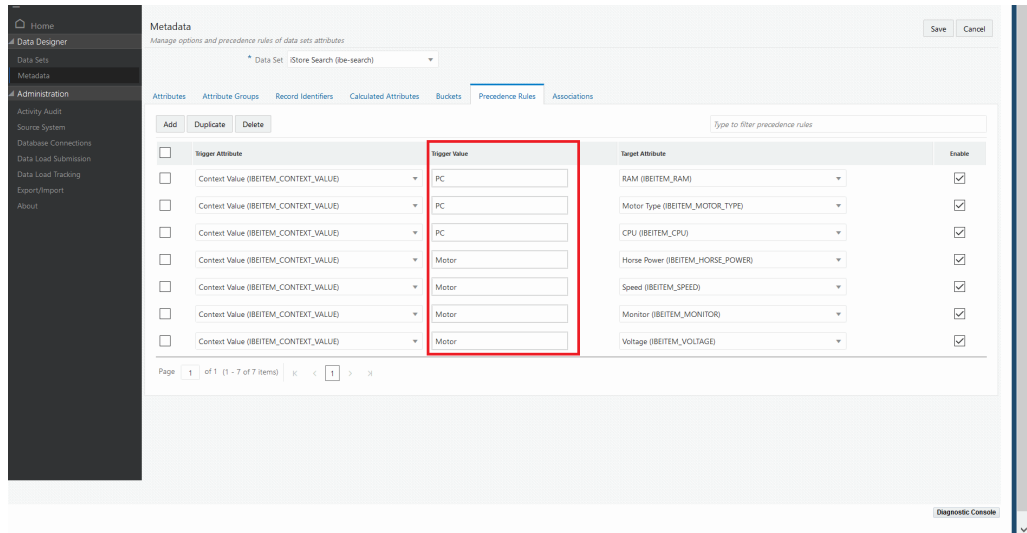 Home
Data Designer
Data Sets
Metadata
Administration
Activity Audit
Source System
Database Connections
Data Load Submission
Data Load Tracking
Export/Import
About
Metadata
Manage options and precedence rules of data sets attributes
Save Cancel
* Data Set iStore Search (ibe-search)
Attributes Attribute Groups Record Identifiers Calculated Attributes Buckets Precedence Rules Associations
Add Duplicate Delete Type to filter precedence rules
Trigger Attribute Trigger Value Target Attribute Enable
Context Value (IBEITEM_CONTEXT_VALUE) PC RAM (IBEITEM_RAM)
Context Value (IBEITEM_CONTEXT_VALUE) PC Motor Type (IBEITEM_MOTOR_TYPE)
Context Value (IBEITEM_CONTEXT_VALUE) PC CPU (IBEITEM_CPU)
Context Value (IBEITEM_CONTEXT_VALUE) Motor Horse Power (IBEITEM_HORSE_POWER)
Context Value (IBEITEM_CONTEXT_VALUE) Motor Speed (IBEITEM_SPEED)
Context Value (IBEITEM_CONTEXT_VALUE) Motor Monitor (IBEITEM_MONITOR)
Context Value (IBEITEM_CONTEXT_VALUE) Motor Voltage (IBEITEM_VOLTAGE)
Page 1 of 1 (1 - 7 of 7 items) K < 1 > >|
Diagnostic Console